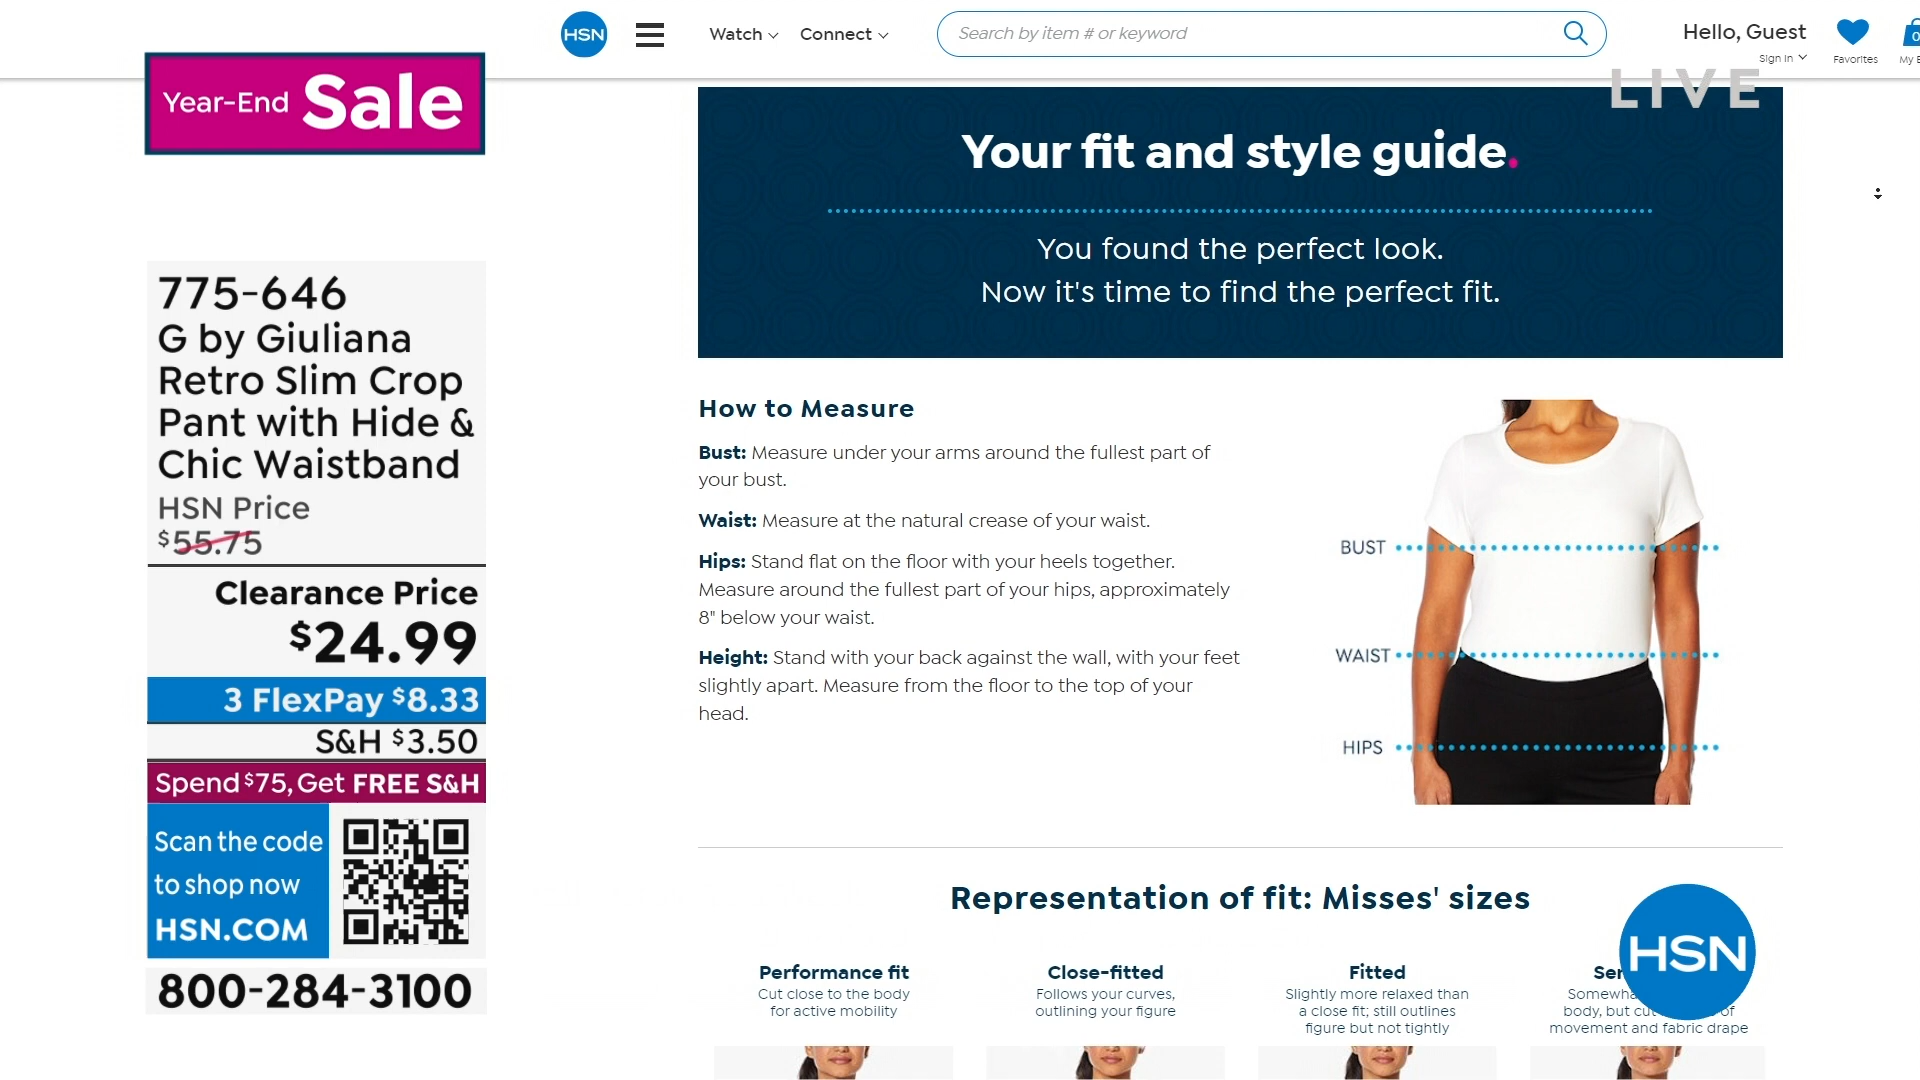 HSN
Watch
Connect
Search by item # or keyword
Hello, Guest
Sign In
Favorites
0
LIVE
Year-End Sale
Your fit and style guide.
You found the perfect look.
Now it's time to find the perfect fit.
775-646
G by Giuliana
Retro Slim Crop
Pant with Hide &
Chic Waistband
HSN Price
$55.75
Clearance Price
$24.99
3 FlexPay $8.33
S&H $3.50
Spend $75, Get FREE S&H
Scan the code
to shop now
HSN.COM
800-284-3100
How to Measure
Bust: Measure under your arms around the fullest part of
your bust.
Waist: Measure at the natural crease of your waist.
Hips: Stand flat on the floor with your heels together.
Measure around the fullest part of your hips, approximately
8" below your waist.
Height: Stand with your back against the wall, with your feet
slightly apart. Measure from the floor to the top of your
head.
BUST
WAIST
HIPS
Representation of fit: Misses' sizes
Performance fit
Cut close to the body
for active mobility
Close-fitted
Follows your curves,
outlining your figure
Fitted
Slightly more relaxed than
a close fit; still outlines
figure but not tightly
body, but of
movement and fabric drape
HSN